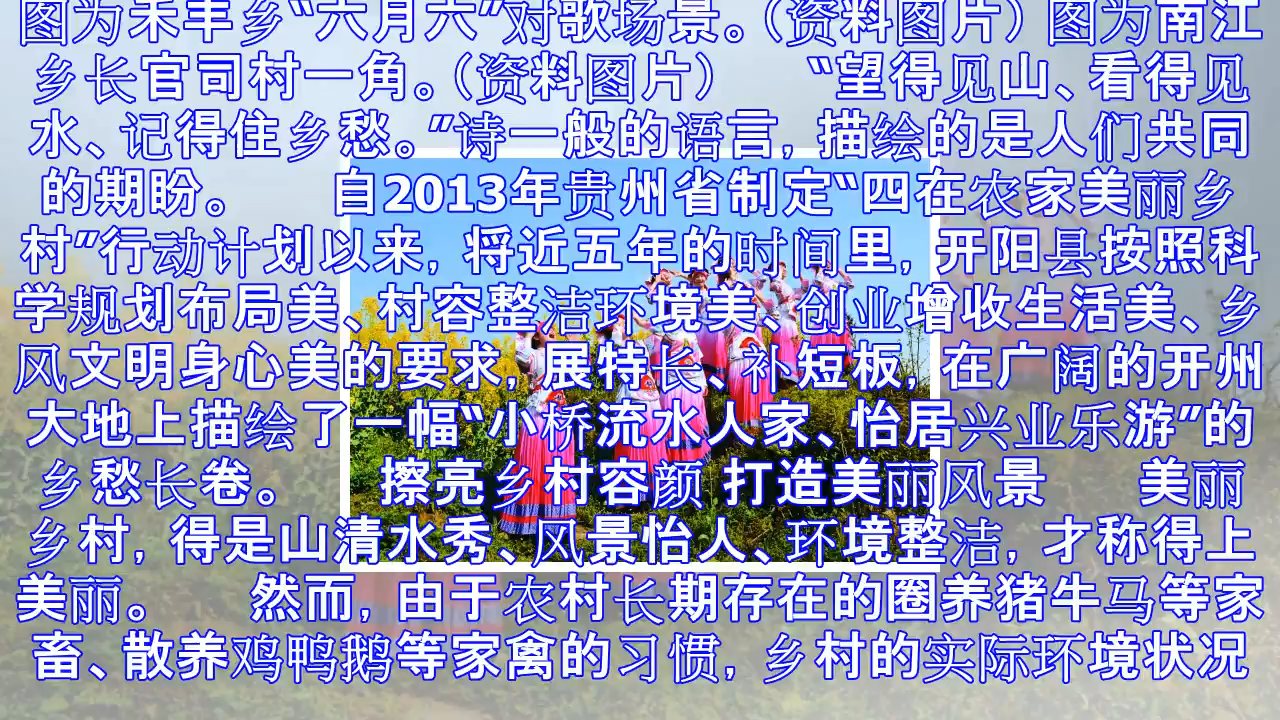 图为禾丰乡“六月六”对歌场景。（资料图片）图为南江
乡长官司村一角。（资料图片）　　“望得见山、看得见
水、记得住乡愁。”诗一般的语言，描绘的是人们共同
的期盼。　　自2013年贵州省制定“四在农家美丽乡
村”行动计划以来，将近五年的时间里，开阳县按照科
学规划布局美、村容整洁环境美、创业增收生活美、乡
风文明身心美的要求，展特长、补短板，在广阔的开州
大地上描绘了一幅“小桥流水人家、怡居兴业乐游”的
乡愁长卷。　　擦亮乡村容颜 打造美丽风景　　美丽
乡村，得是山清水秀、风景怡人、环境整洁，才称得上
美丽。　　然而，由于农村长期存在的圈养猪牛马等家
畜、散养鸡鸭鹅等家禽的习惯，乡村的实际环境状况